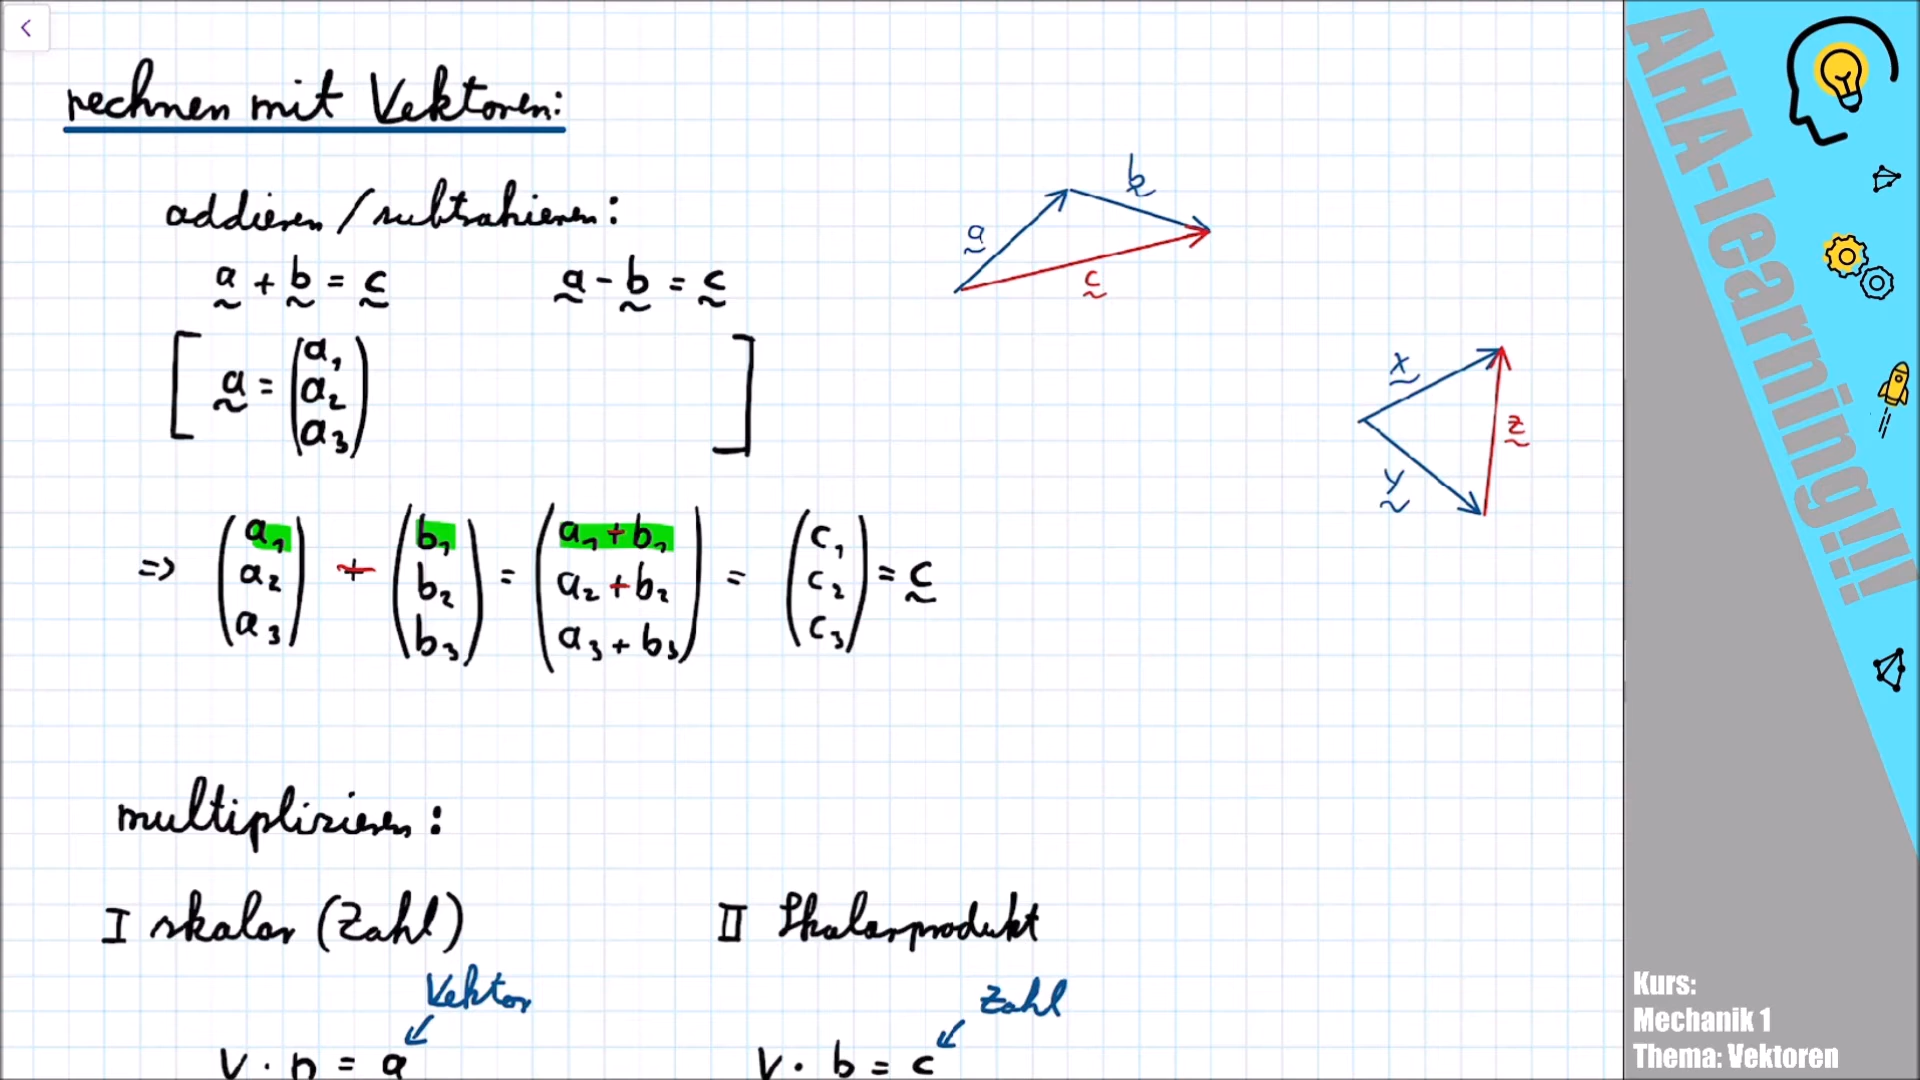 rechnen mit Vektoren:
addieren / subtrahieren:
a + b = c
a - b = c
a = (a₁ a₂ a₃)
=> (a₁ a₂ a₃) + (b₁ b₂ b₃) = (a₁ + b₁ a₂ + b₂ a₃ + b₃) = (c₁ c₂ c₃) = c
a
b
c
x
y
z
multiplizieren:
I skalar (Zahl)
Vektor
V · n = a
II Skalarprodukt
Zahl
V · b = c
AHA-learning!!!
Kurs:
Mechanik 1
Thema: Vektoren